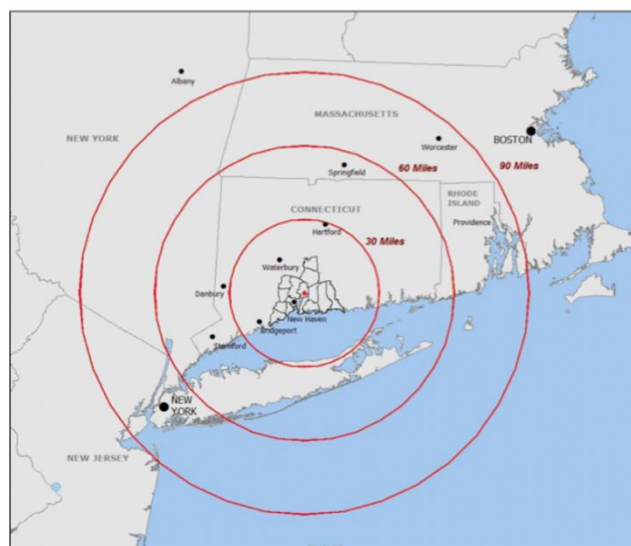 Albany
MASSACHUSETTS
NEW YORK
BOSTON
Worcester
Springfield
60 Miles
90 Miles
RHODE
ISLAND
CONNECTICUT
Providence
Hartford
30 Miles
Waterbury
Danbury
New Haven
Bridgeport
Stamford
NEW
YORK
NEW JERSEY